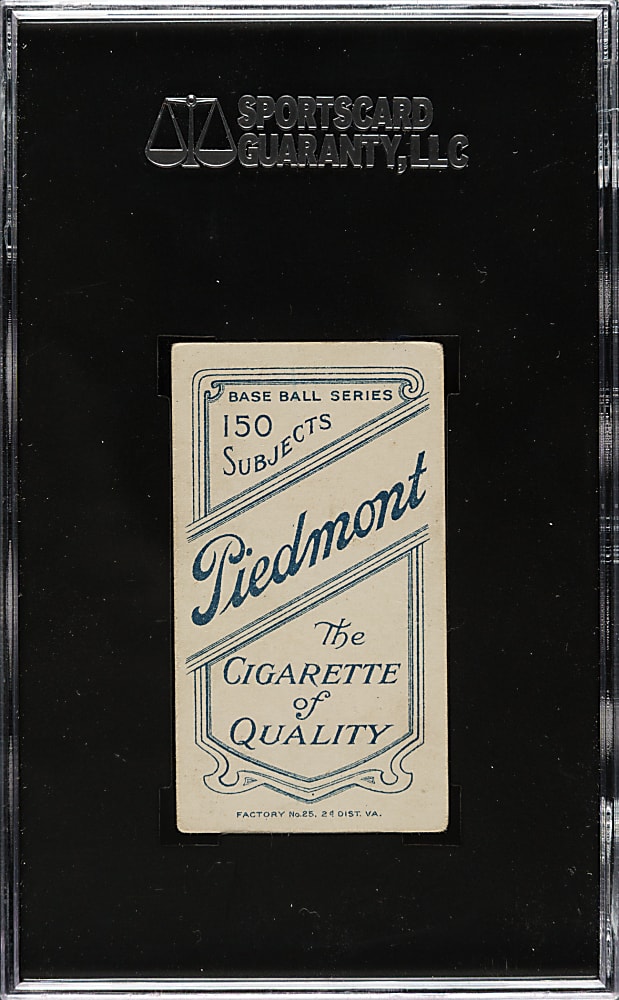 SPORTSCARD
GUARANTY, LLC
BASE BALL SERIES
150
SUBJECTS
Piedmont
The
CIGARETTE
of
QUALITY
FACTORY No. 25, 2d DIST. VA.